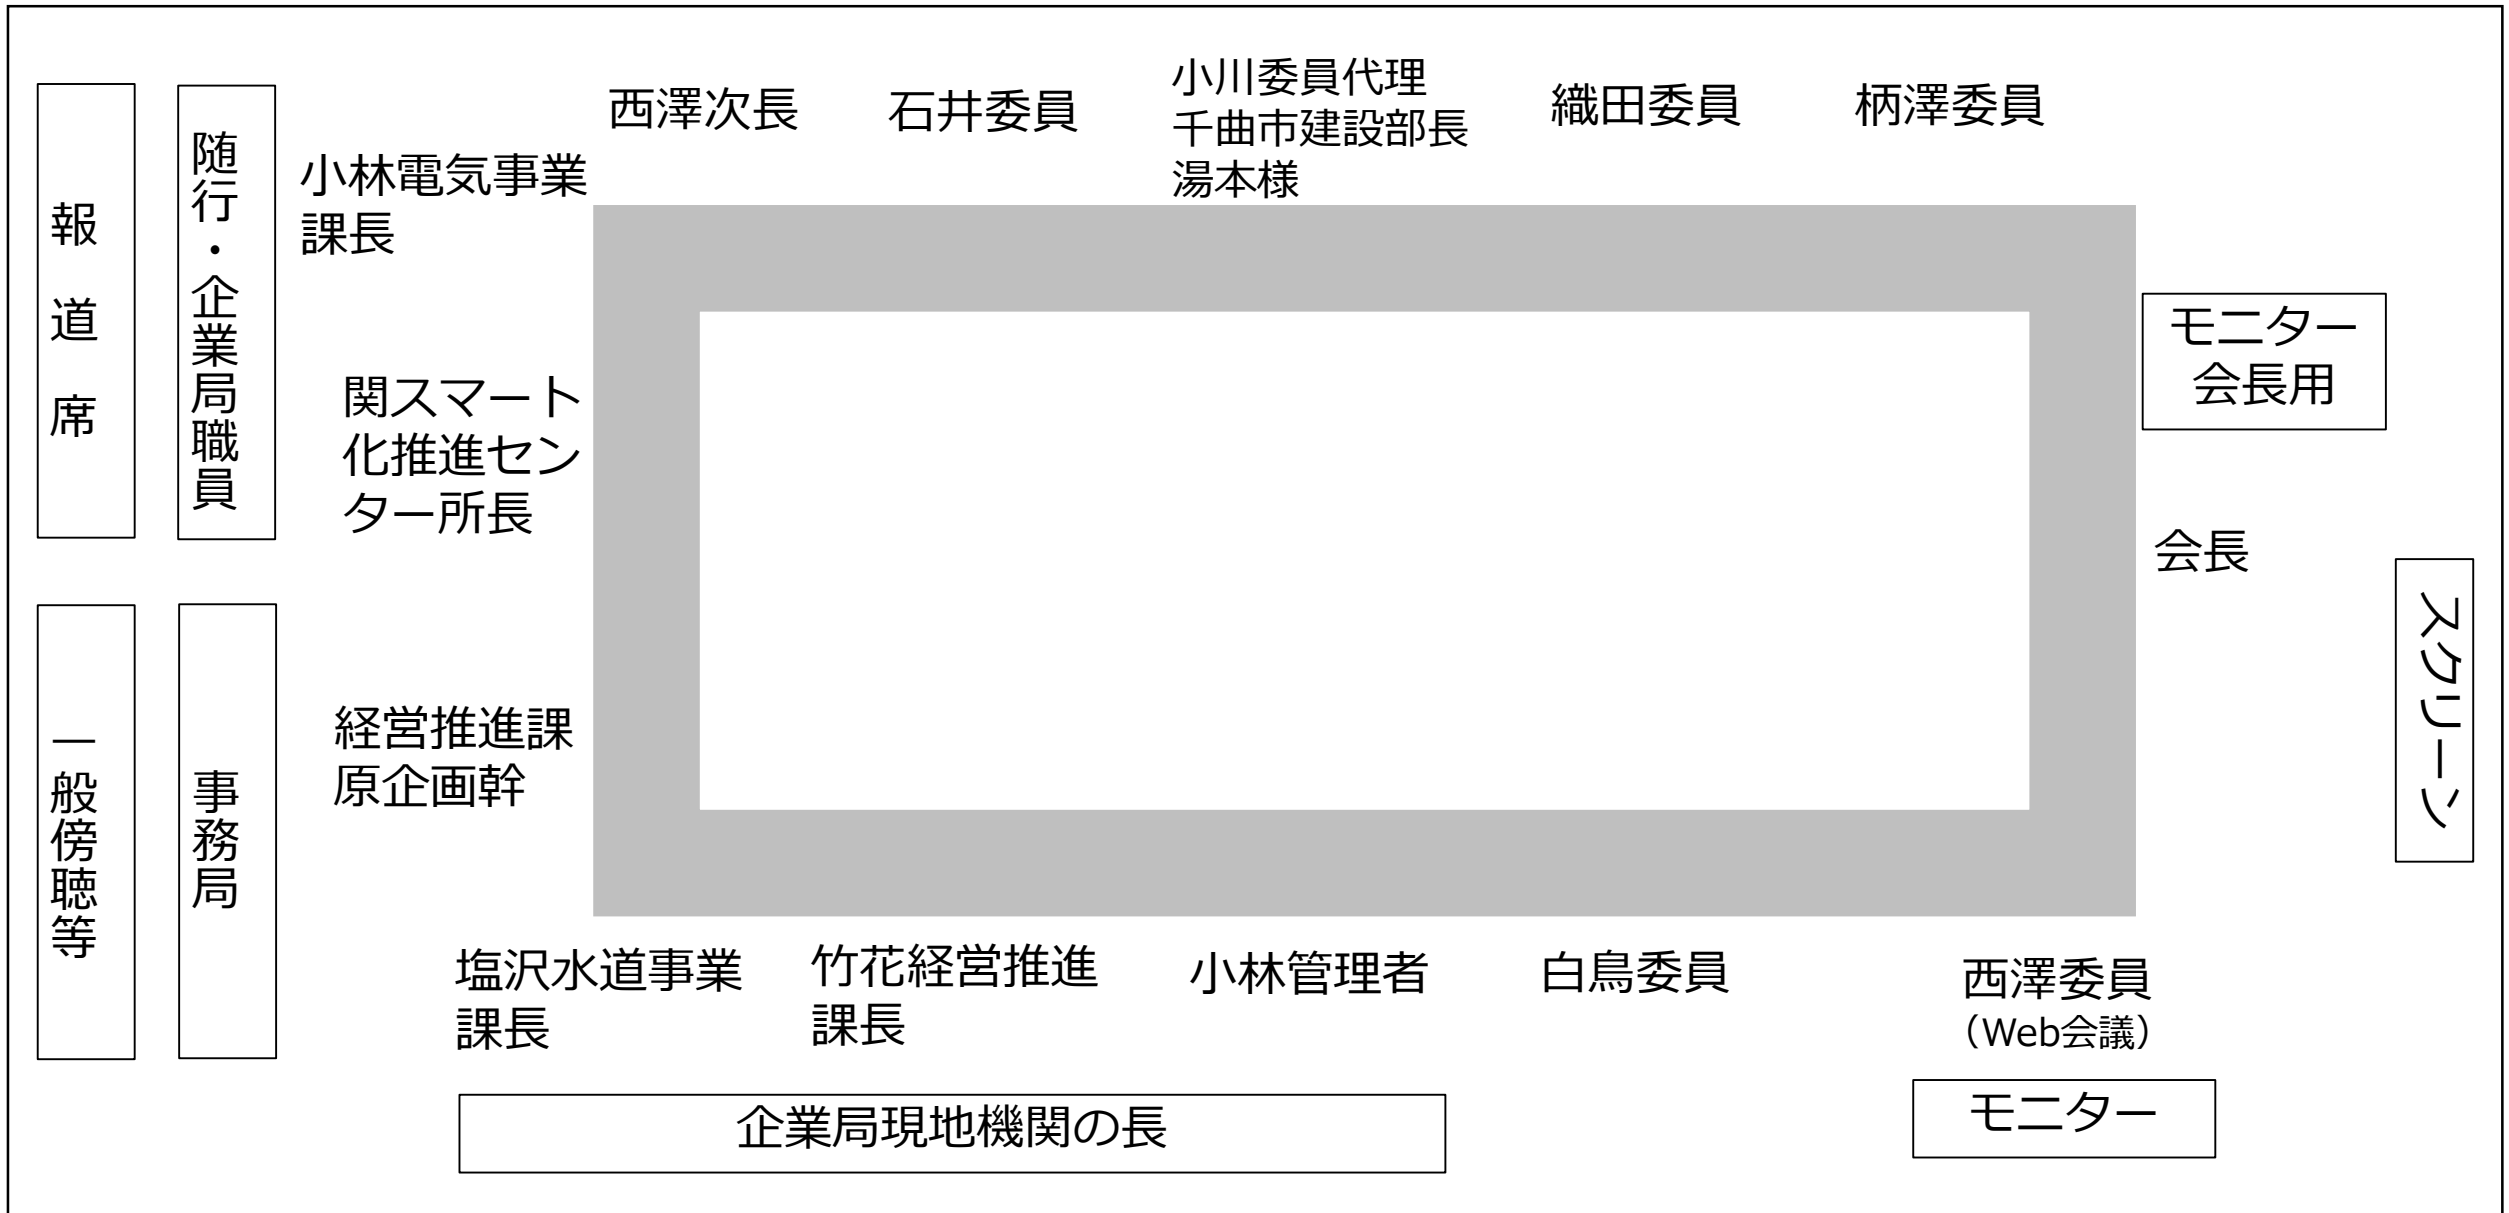 西澤次長
石井委員
小川委員代理
千曲市建設部長
湯本様
織田委員
柄澤委員
報道席
随行・企業局職員
小林電気事業
課長
モニター
会長用
関スマート
化推進セン
ター所長
会長
スクリーン
一般傍聴等
事務局
経営推進課
原企画幹
塩沢水道事業
課長
竹花経営推進
課長
小林管理者
白鳥委員
西澤委員
（Web会議）
企業局現地機関の長
モニター